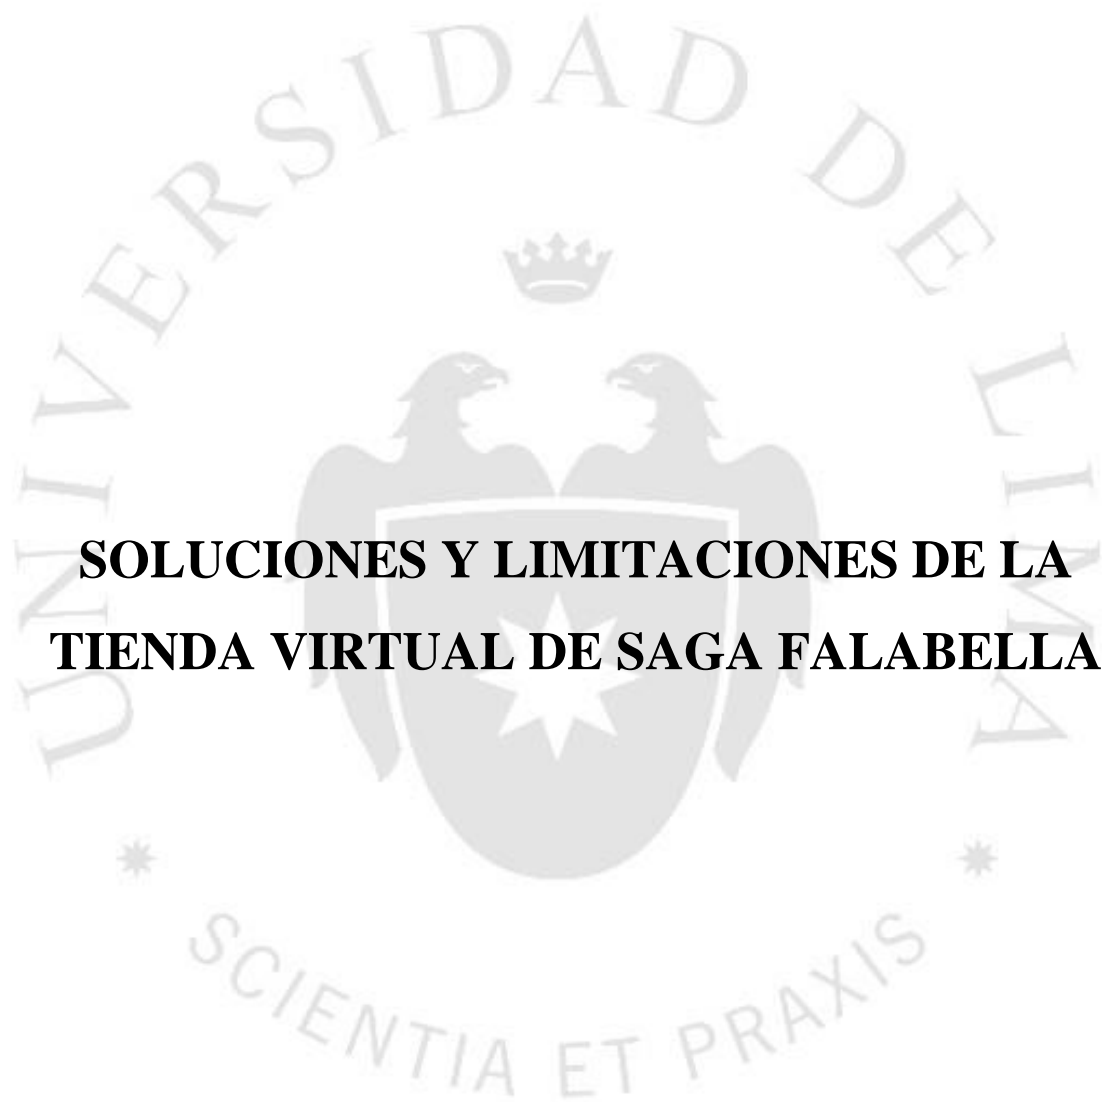 UNIVERSIDAD DE LIMA
SOLUCIONES Y LIMITACIONES DE LA
TIENDA VIRTUAL DE SAGA FALABELLA
SCIENTIA ET PRAXIS